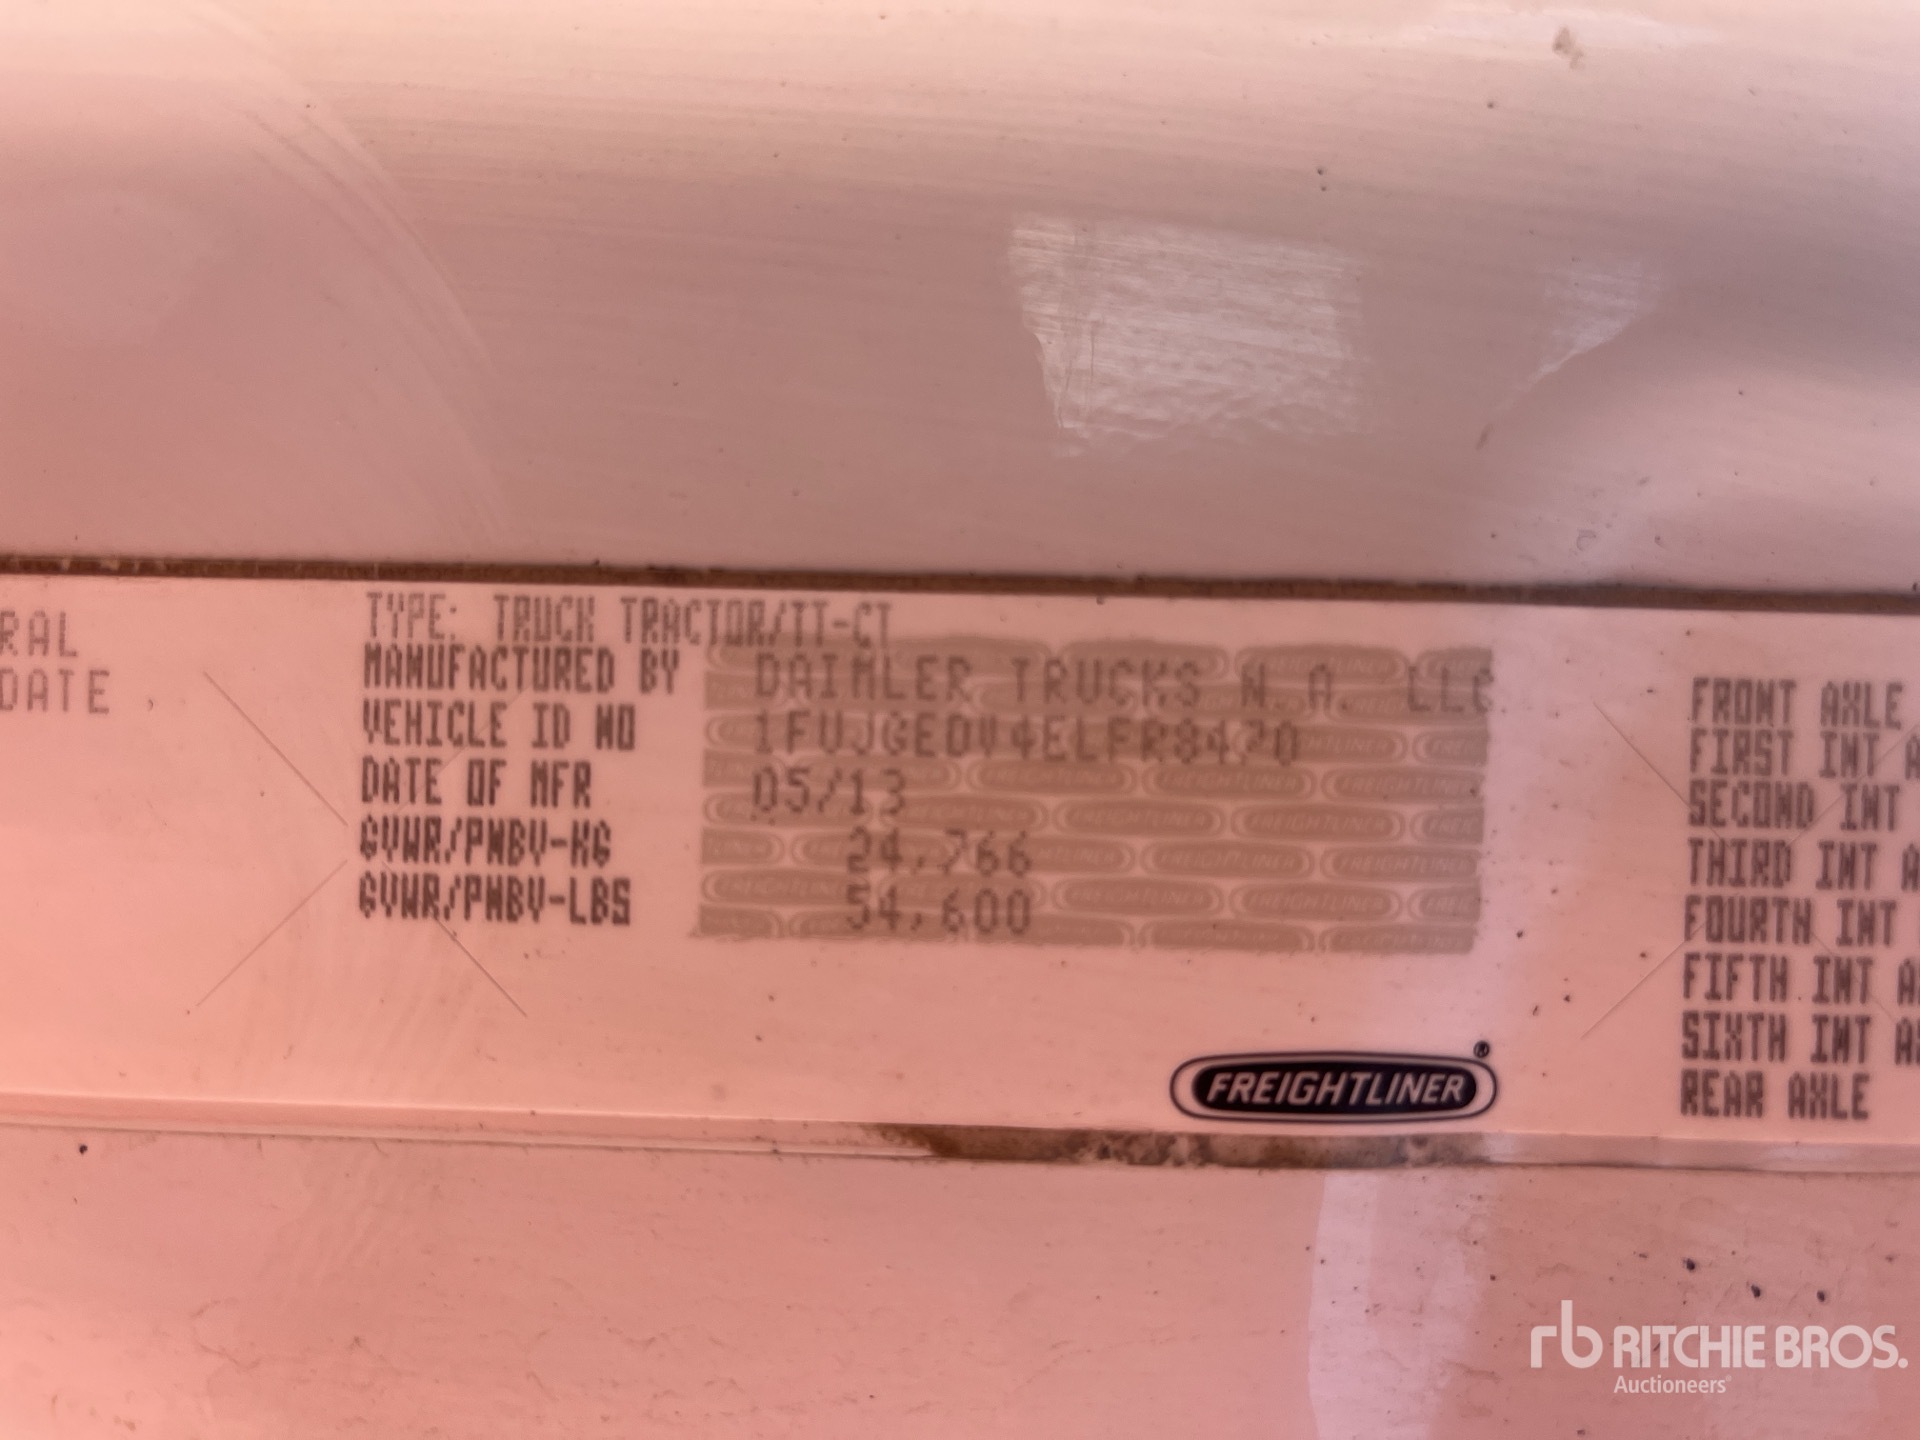 RAL
DATE
TYPE: TRUCK TRACTOR/TT-CT
MANUFACTURED BY DAIMLER TRUCKS N.A. LLC
VEHICLE ID NO 1FUJGEDV4ELFR8470
DATE OF MFR 05/13
GVWR/PNBV-KG 24,766
GVWR/PNBV-LBS 54,600
FRONT AXLE
FIRST INT A
SECOND INT
THIRD INT A
FOURTH INT
FIFTH INT A
SIXTH INT A
REAR AXLE
FREIGHTLINER®
rb RITCHIE BROS.
Auctioneers